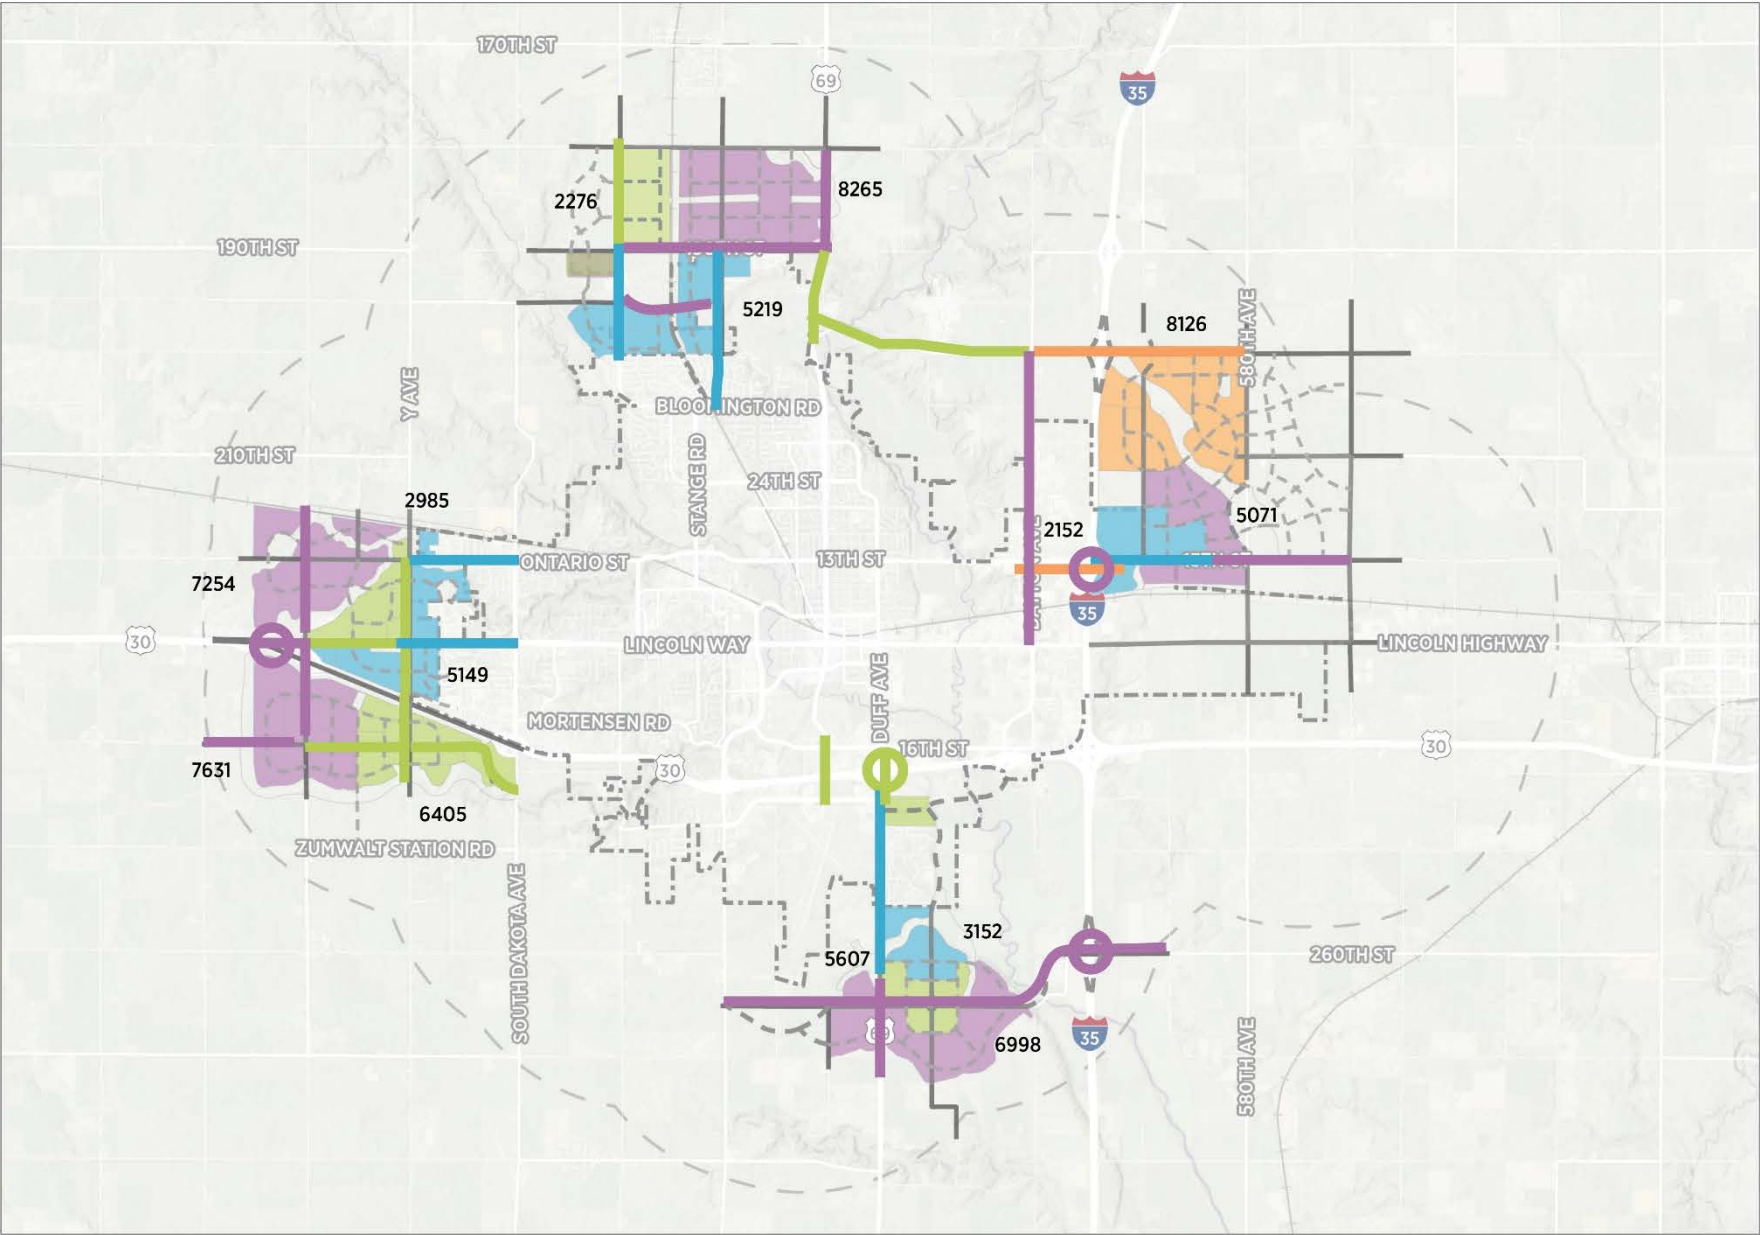 170TH ST
69
35
2276
8265
190TH ST
5219
8126
580TH AVE
Y AVE
BLOOMINGTON RD
210TH ST
STANGE RD
24TH ST
2985
5071
2152
ONTARIO ST
13TH ST
7254
35
30
LINCOLN WAY
LINCOLN HIGHWAY
5149
DUFF AVE
MORTENSEN RD
16TH ST
30
30
7631
6405
ZUMWALT STATION RD
SOUTH DAKOTA AVE
3152
5607
260TH ST
69
35
6998
580TH AVE